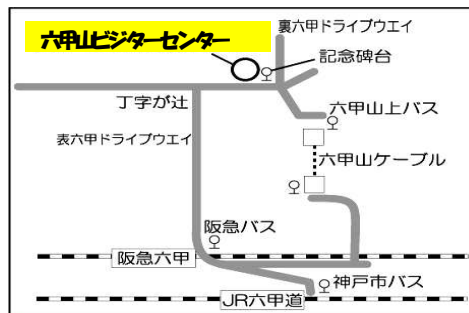 裏六甲ドライブウエイ
六甲山ビジターセンター
記念碑台
丁字が辻
六甲山上バス
表六甲ドライブウエイ
六甲山ケーブル
阪急バス
阪急六甲
神戸市バス
JR六甲道